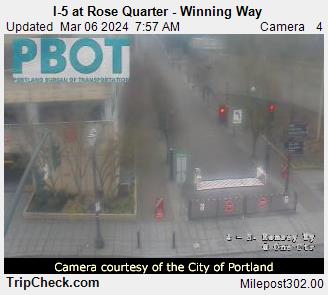 I-5 at Rose Quarter - Winning Way
Updated Mar 06 2024 7:57 AM Camera 4
PBOT
PORTLAND BUREAU OF TRANSPORTATION
Camera courtesy of the City of Portland
TripCheck.com Milepost302.00